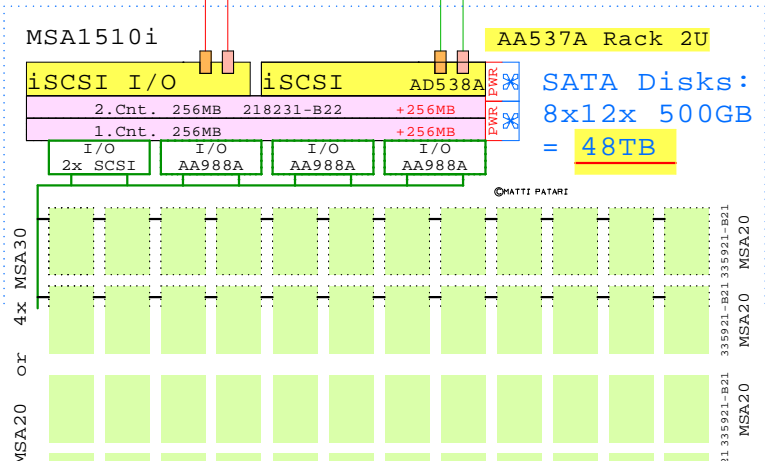 MSA1510i
AA537A Rack 2U
iSCSI I/O
iSCSI
AD538A
PWR
SATA Disks:
2.Cnt. 256MB 218231-B22 +256MB
8x12x 500GB
1.Cnt. 256MB +256MB
PWR
= 48TB
I/O
2x SCSI
I/O
AA988A
I/O
AA988A
I/O
AA988A
©MATTI PATARI
4x MSA30
or
MSA20
335921-B21
MSA20
335921-B21
MSA20
335921-B21
MSA20
21